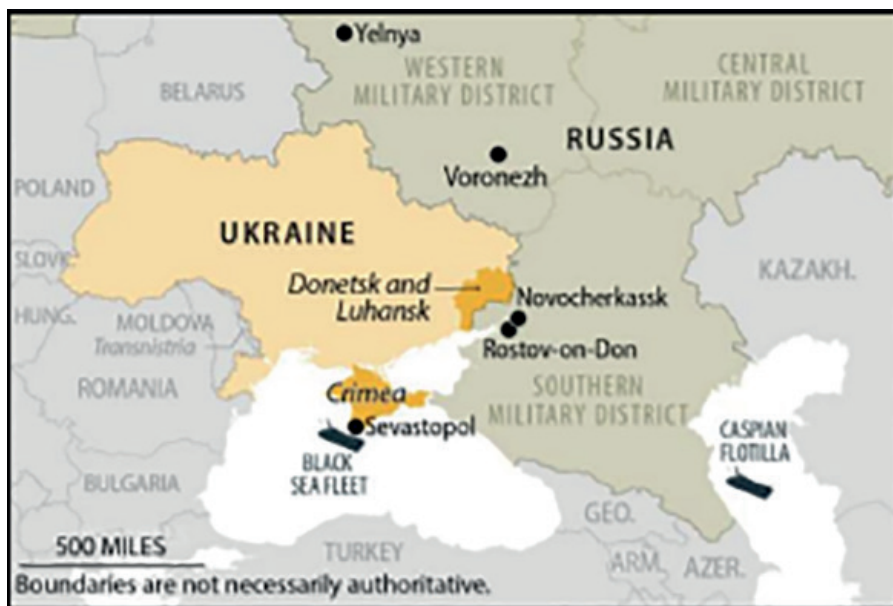 Yelnya
WESTERN
MILITARY DISTRICT
CENTRAL
MILITARY DISTRICT
BELARUS
RUSSIA
Voronezh
POLAND
UKRAINE
SLOVK.
KAZAKH.
Donetsk and
Luhansk
Novocherkassk
HUNG.
MOLDOVA
Transnistria
Rostov-on-Don
ROMANIA
Crimea
SOUTHERN
MILITARY DISTRICT
Sevastopol
BLACK
SEA FLEET
CASPIAN
FLOTILLA
BULGARIA
GEO.
500 MILES
TURKEY
ARM.
AZER.
Boundaries are not necessarily authoritative.